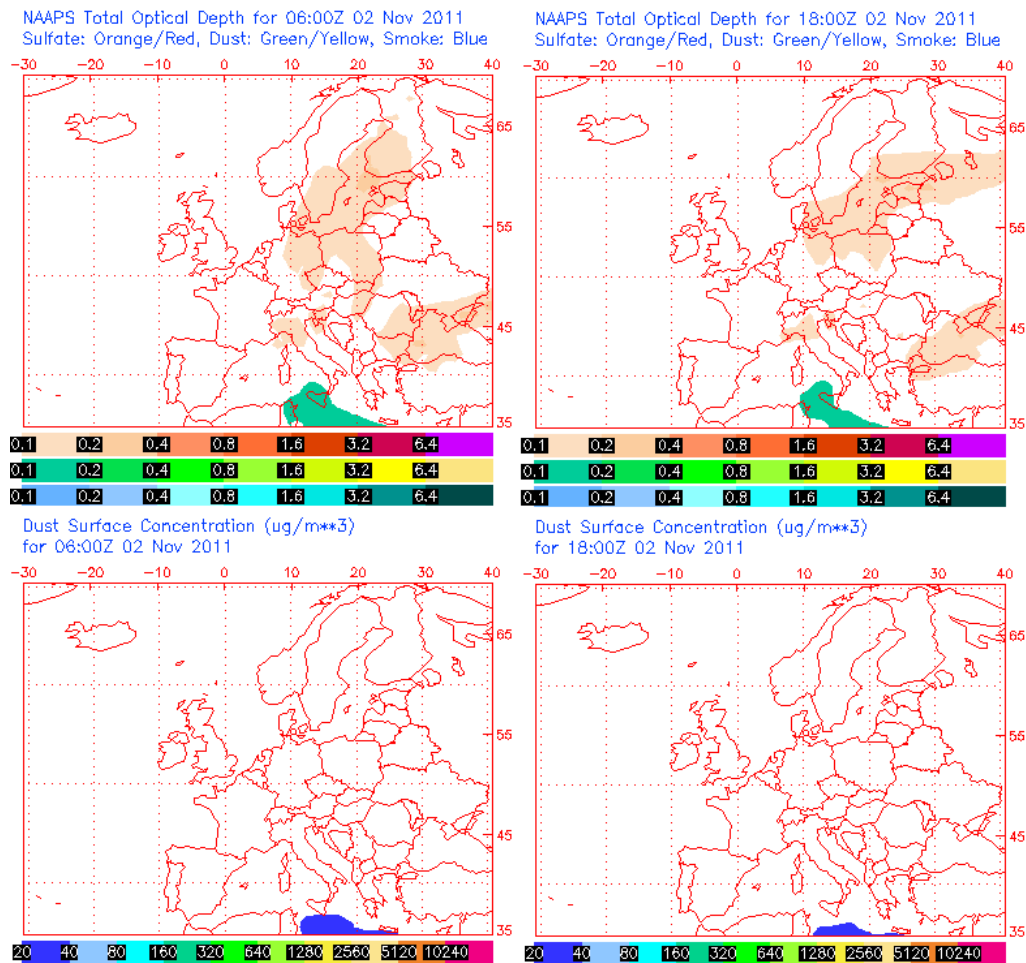 NAAPS Total Optical Depth for 06:00Z 02 Nov 2011
Sulfate: Orange/Red, Dust: Green/Yellow, Smoke: Blue
-30 -20 -10 0 10 20 30 40
65
55
45
35
0.1 0.2 0.4 0.8 1.6 3.2 6.4
0.1 0.2 0.4 0.8 1.6 3.2 6.4
0.1 0.2 0.4 0.8 1.6 3.2 6.4
NAAPS Total Optical Depth for 18:00Z 02 Nov 2011
Sulfate: Orange/Red, Dust: Green/Yellow, Smoke: Blue
-30 -20 -10 0 10 20 30 40
65
55
45
35
0.1 0.2 0.4 0.8 1.6 3.2 6.4
0.1 0.2 0.4 0.8 1.6 3.2 6.4
0.1 0.2 0.4 0.8 1.6 3.2 6.4
Dust Surface Concentration (ug/m**3)
for 06:00Z 02 Nov 2011
-30 -20 -10 0 10 20 30 40
65
55
45
35
20 40 80 160 320 640 1280 2560 5120 10240
Dust Surface Concentration (ug/m**3)
for 18:00Z 02 Nov 2011
-30 -20 -10 0 10 20 30 40
65
55
45
35
20 40 80 160 320 640 1280 2560 5120 10240